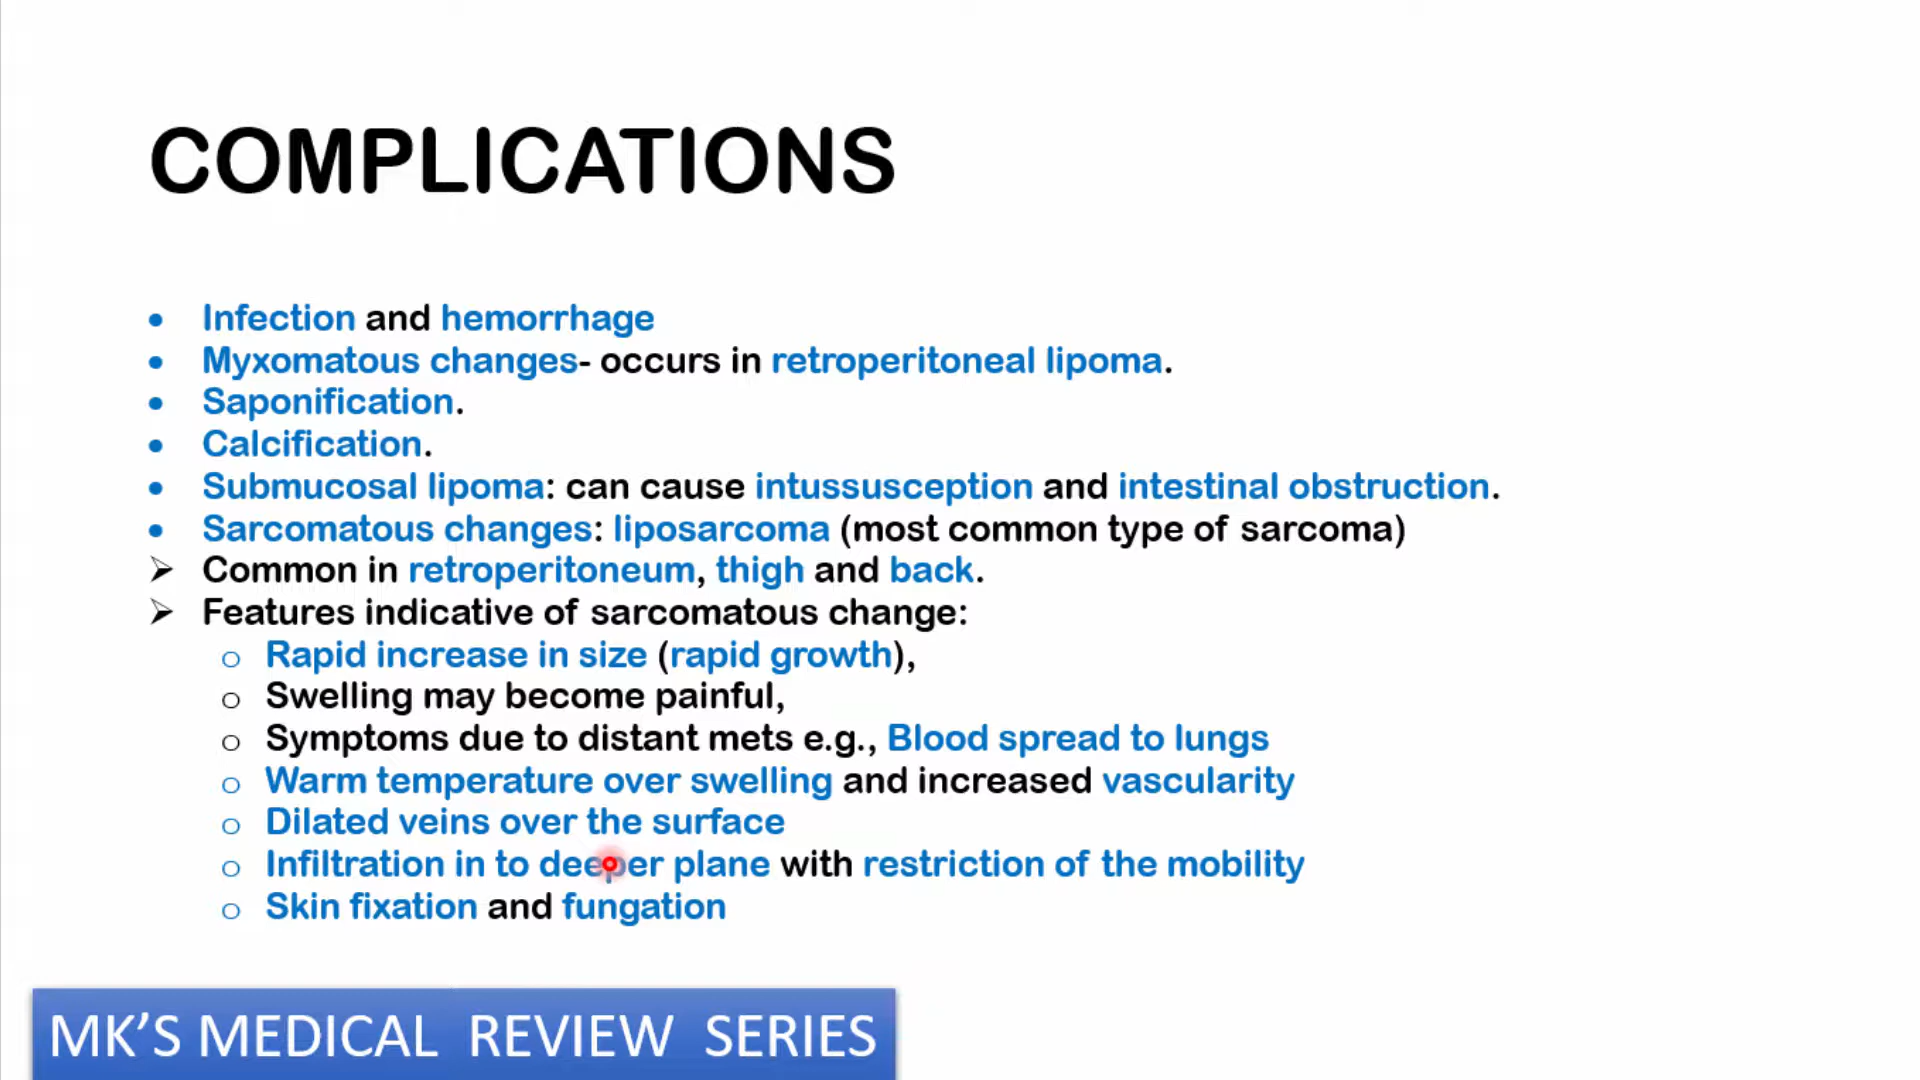 COMPLICATIONS
• Infection and hemorrhage
• Myxomatous changes- occurs in retroperitoneal lipoma.
• Saponification.
• Calcification.
• Submucosal lipoma: can cause intussusception and intestinal obstruction.
• Sarcomatous changes: liposarcoma (most common type of sarcoma)
➢ Common in retroperitoneum, thigh and back.
➢ Features indicative of sarcomatous change:
o Rapid increase in size (rapid growth),
o Swelling may become painful,
o Symptoms due to distant mets e.g., Blood spread to lungs
o Warm temperature over swelling and increased vascularity
o Dilated veins over the surface
o Infiltration in to deeper plane with restriction of the mobility
o Skin fixation and fungation
MK’S MEDICAL REVIEW SERIES